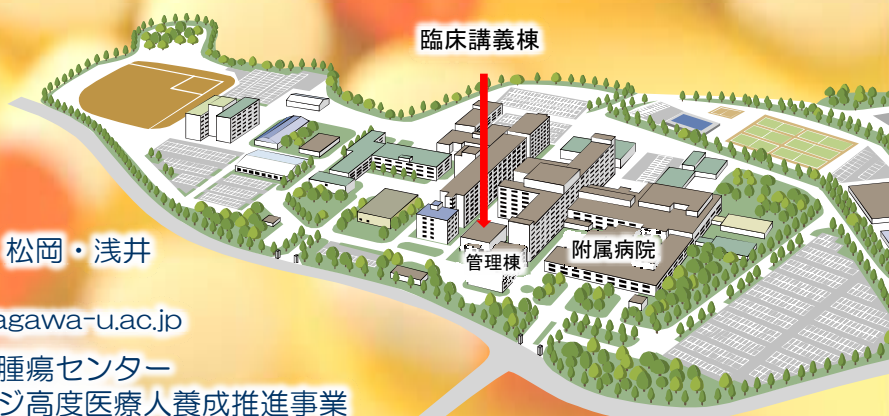 臨床講義棟
松岡・浅井
管理棟
附属病院
agawa-u.ac.jp
腫瘍センター
ジ高度医療人養成推進事業